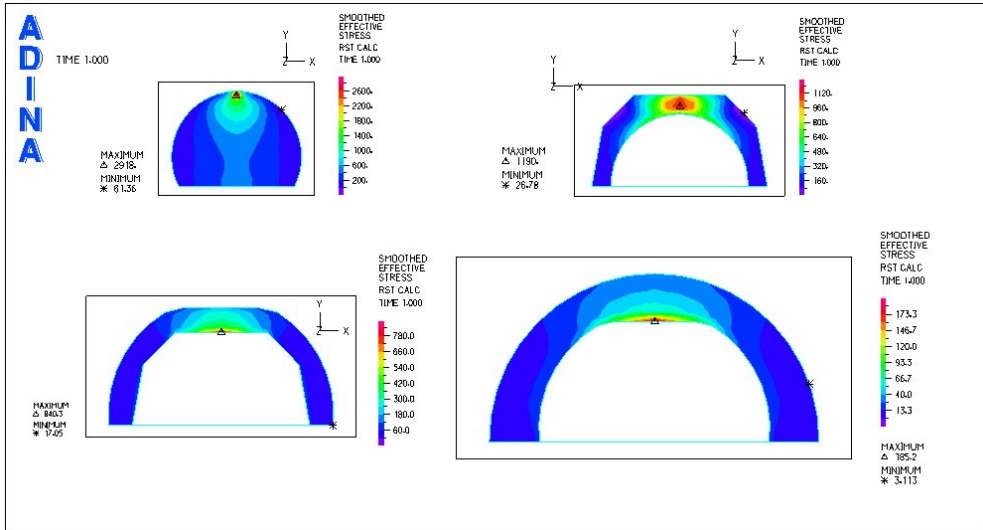 ADINA
TIME 1.000
Y
Z X
SMOOTHED
EFFECTIVE
STRESS
RST CALC
TIME 1.000
2600.
2200.
1800.
1400.
1000.
600.
200.
MAXIMUM
△ 2918.
MINIMUM
✳ 61.36
Y
Z X
Y
Z X
SMOOTHED
EFFECTIVE
STRESS
RST CALC
TIME 1.000
1120.
960.
800.
640.
480.
320.
160.
MAXIMUM
△ 1190.
MINIMUM
✳ 26.78
Y
Z X
SMOOTHED
EFFECTIVE
STRESS
RST CALC
TIME 1.000
780.0
660.0
540.0
420.0
300.0
180.0
60.0
MAXIMUM
△ 840.3
MINIMUM
✳ 17.05
SMOOTHED
EFFECTIVE
STRESS
RST CALC
TIME 1.000
173.3
146.7
120.0
93.3
66.7
40.0
13.3
MAXIMUM
△ 185.2
MINIMUM
✳ 3.113